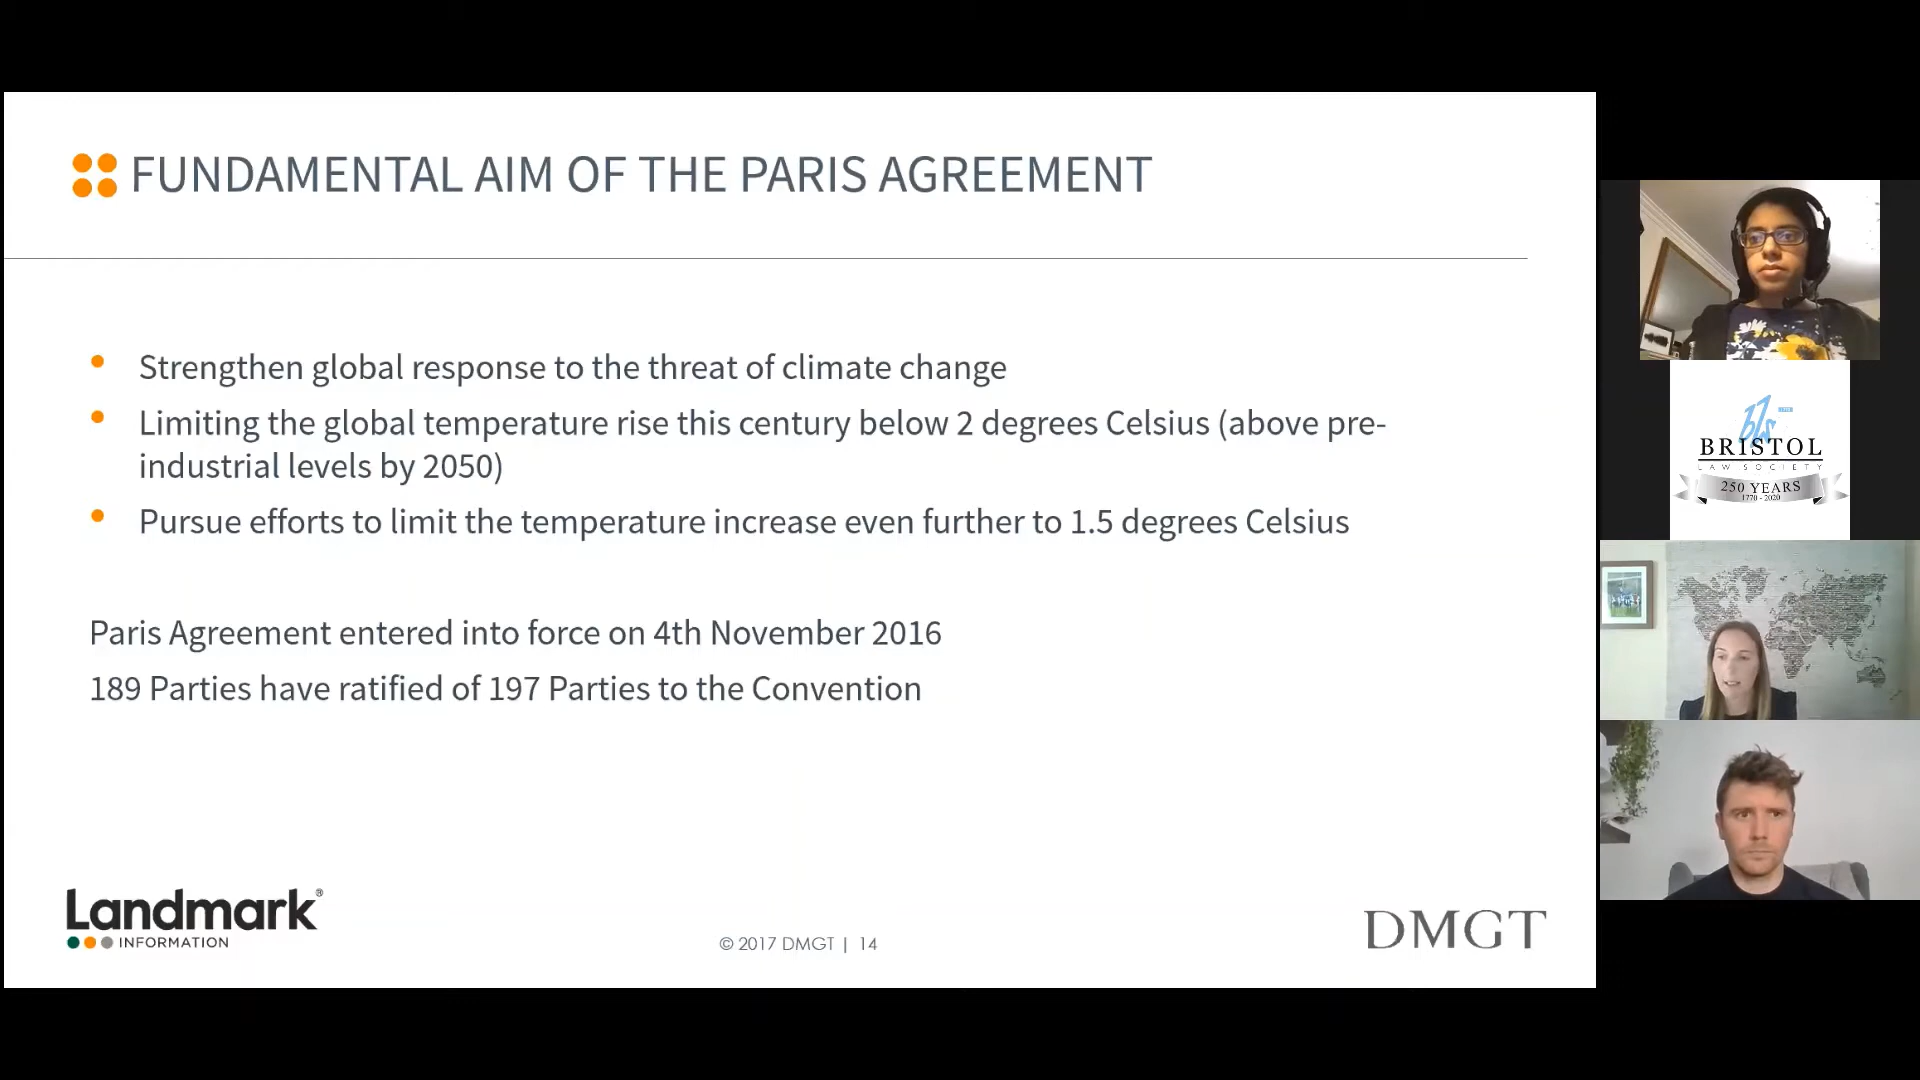 FUNDAMENTAL AIM OF THE PARIS AGREEMENT
Strengthen global response to the threat of climate change
Limiting the global temperature rise this century below 2 degrees Celsius (above pre-
industrial levels by 2050)
Pursue efforts to limit the temperature increase even further to 1.5 degrees Celsius
Paris Agreement entered into force on 4th November 2016
189 Parties have ratified of 197 Parties to the Convention
Landmark®
INFORMATION
© 2017 DMGT | 14
DMGT
bls
BRISTOL
LAW SOCIETY
250 YEARS
1770 - 2020